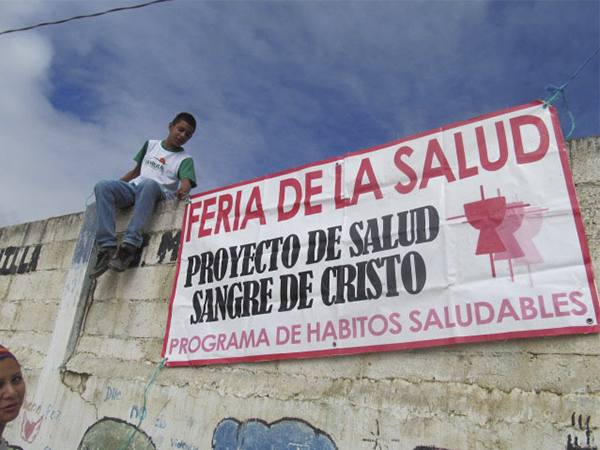 FERIA DE LA SALUD
PROYECTO DE SALUD
SANGRE DE CRISTO
PROGRAMA DE HABITOS SALUDABLES